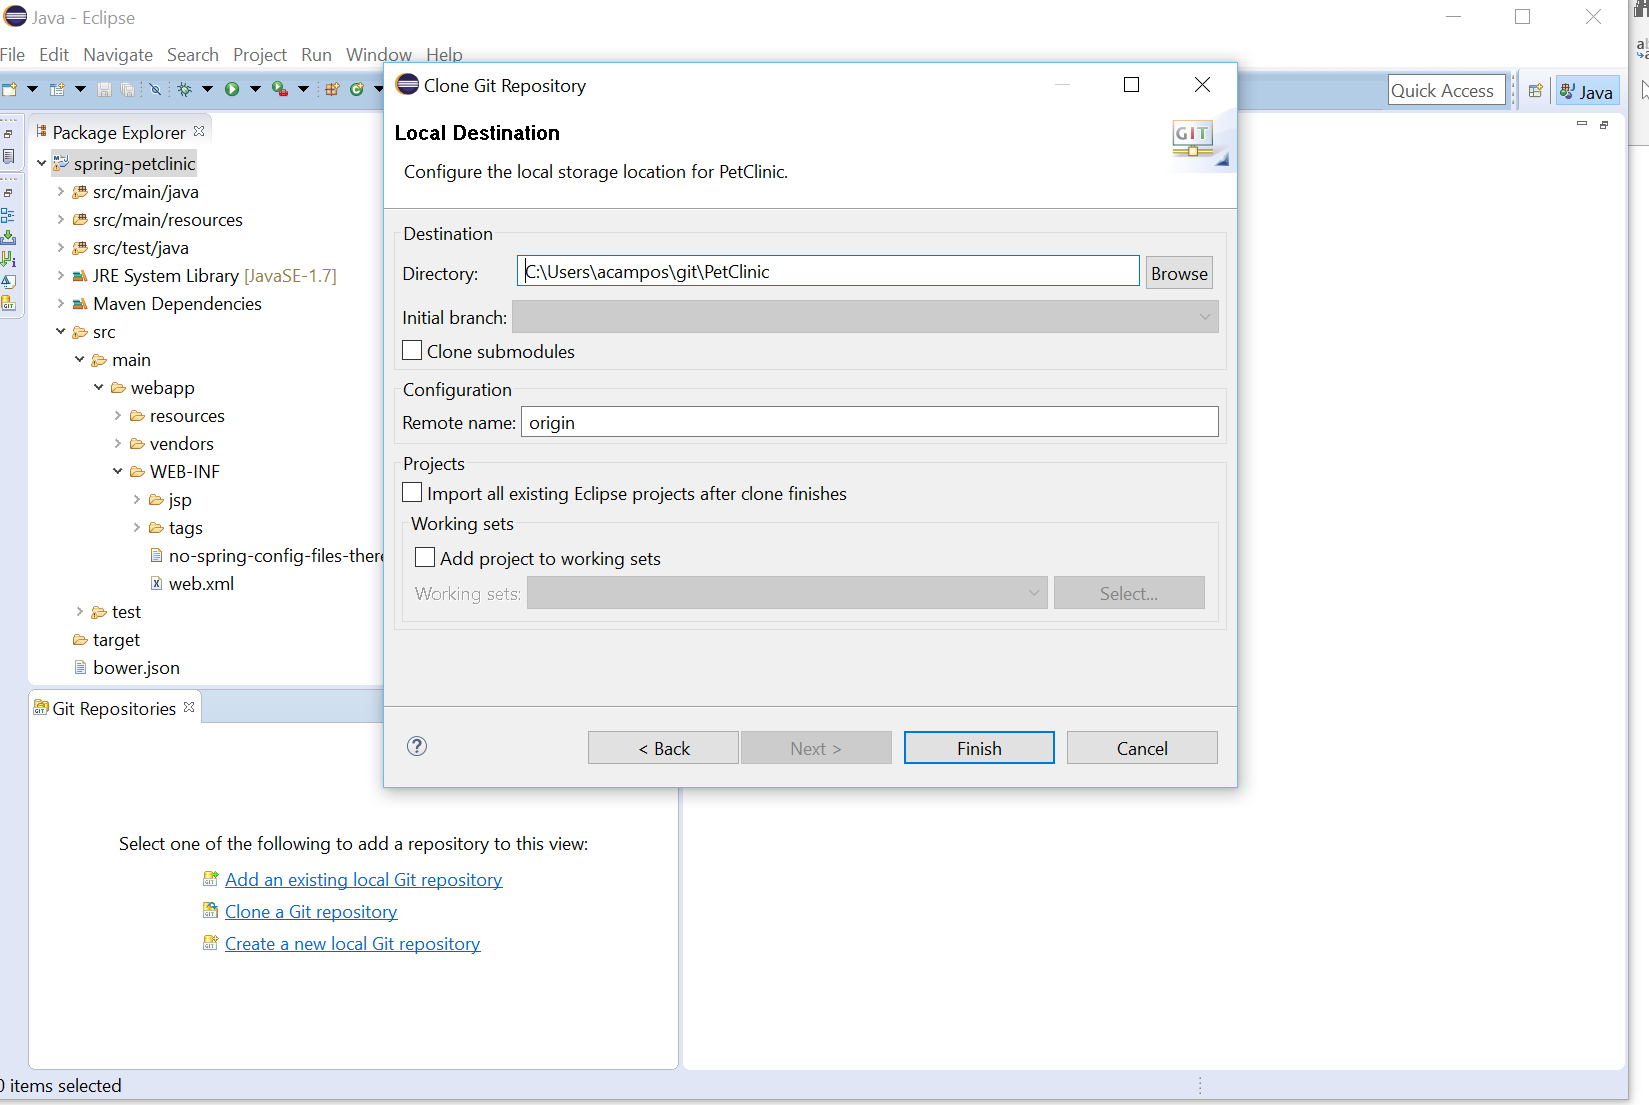 Java - Eclipse
File Edit Navigate Search Project Run Window Help
Quick Access
Java
Package Explorer
spring-petclinic
src/main/java
src/main/resources
src/test/java
JRE System Library [JavaSE-1.7]
Maven Dependencies
src
main
webapp
resources
vendors
WEB-INF
jsp
tags
no-spring-config-files-there
web.xml
test
target
bower.json
Clone Git Repository
Local Destination
GIT
Configure the local storage location for PetClinic.
Destination
Directory: C:\Users\acampos\git\PetClinic Browse
Initial branch:
Clone submodules
Configuration
Remote name: origin
Projects
Import all existing Eclipse projects after clone finishes
Working sets
Add project to working sets
Working sets: Select...
< Back Next > Finish Cancel
Git Repositories
Select one of the following to add a repository to this view:
Add an existing local Git repository
Clone a Git repository
Create a new local Git repository
0 items selected